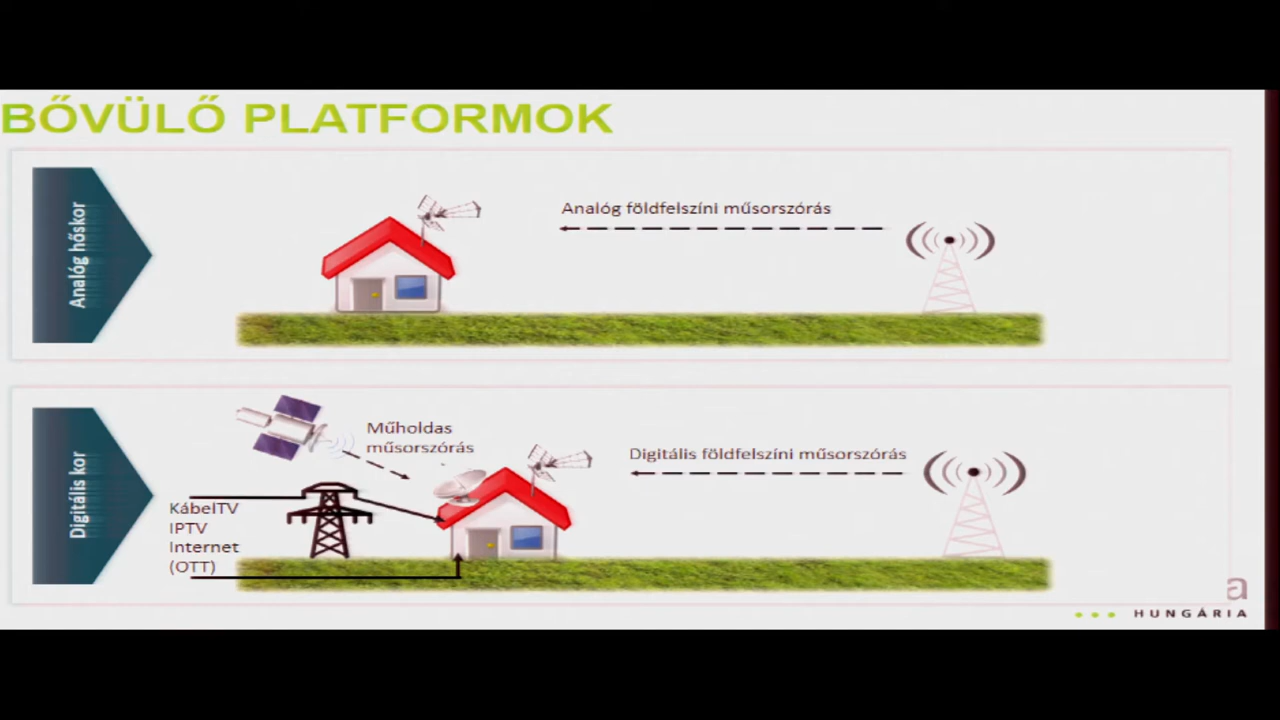 BŐVÜLŐ PLATFORMOK
Analóg hőskor
Analóg földfelszíni műsorszórás
Digitális kor
Műholdas
műsorszórás
Digitális földfelszíni műsorszórás
KábelTV
IPTV
Internet
(OTT)
a
HUNGÁRIA